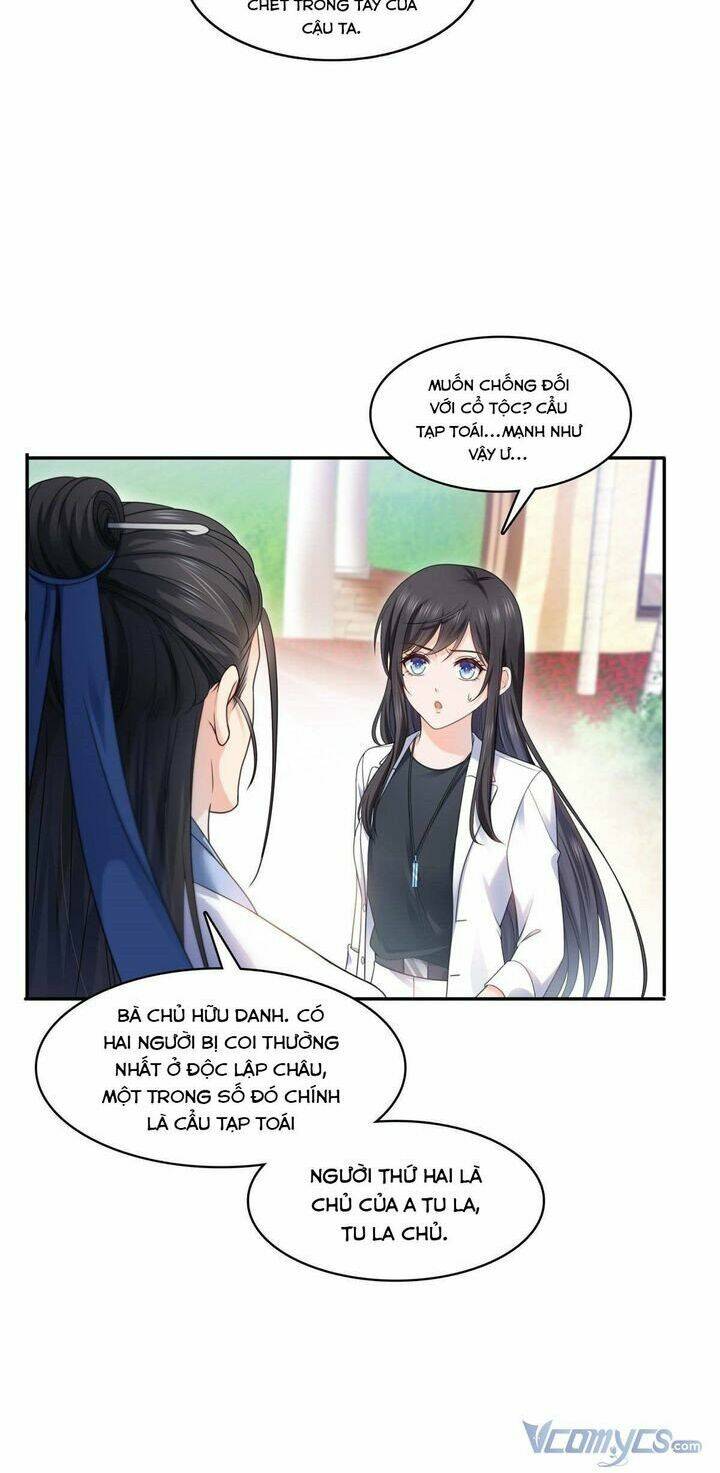 CHẾT TRONG TAY CỦA
CẬU TA.
MUỐN CHỐNG ĐỐI
VỚI CỔ TỘC? CẨU
TẠP TOÁI...MẠNH NHƯ
VẬY Ư...
BÀ CHỦ HỮU DANH. CÓ
HAI NGƯỜI BỊ COI THƯỜNG
NHẤT Ở ĐỘC LẬP CHÂU,
MỘT TRONG SỐ ĐÓ CHÍNH
LÀ CẨU TẠP TOÁI
NGƯỜI THỨ HAI LÀ
CHỦ CỦA A TU LA,
TU LA CHỦ.
VCOMYCS.com